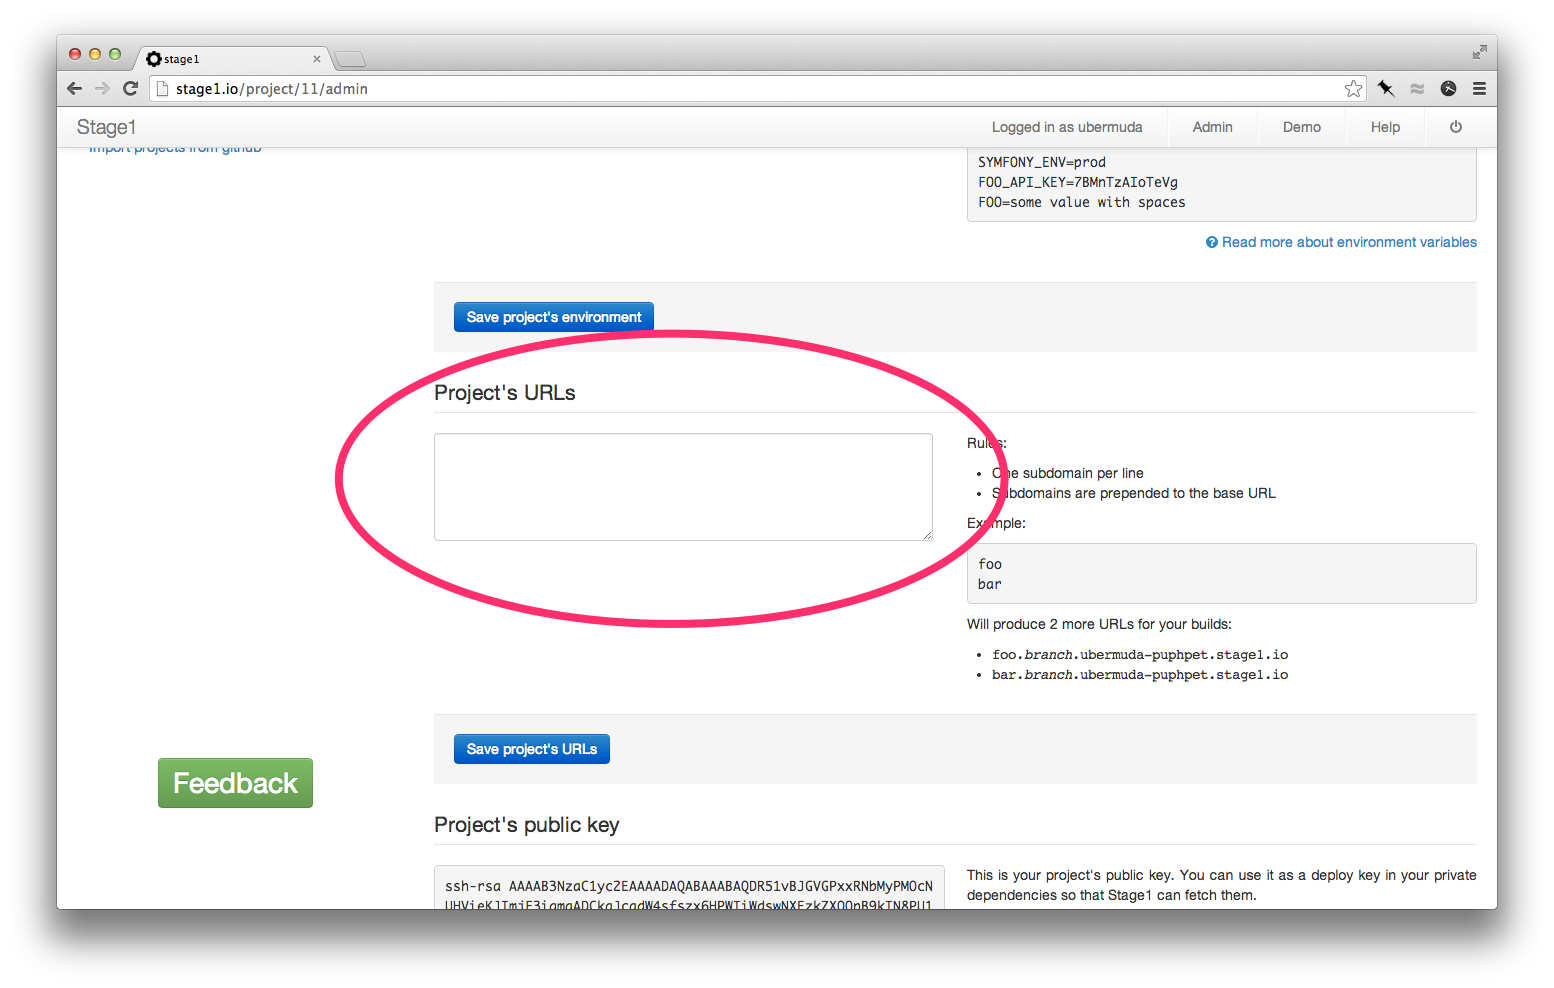 stage1
stage1.io/project/11/admin
Stage1
Logged in as ubermuda
Admin
Demo
Help
Import projects from github
SYMFONY_ENV=prod
FOO_API_KEY=7BMnTzAIoTeVg
FOO=some value with spaces
Read more about environment variables
Save project's environment
Project's URLs
Rules:
One subdomain per line
Subdomains are prepended to the base URL
Example:
foo
bar
Will produce 2 more URLs for your builds:
foo.branch.ubermuda-puphpet.stage1.io
bar.branch.ubermuda-puphpet.stage1.io
Save project's URLs
Feedback
Project's public key
ssh-rsa AAAAB3NzaC1yc2EAAAADAQABAAABAQDR51vBJGVGPxxRNbMyPMOcN
This is your project's public key. You can use it as a deploy key in your private
dependencies so that Stage1 can fetch them.